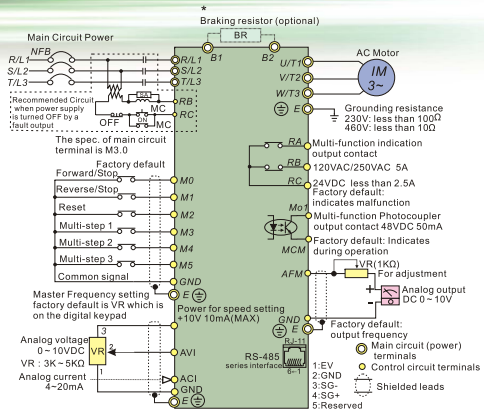 *
Braking resistor (optional)
BR
Main Circuit Power
NFB
R/L1
S/L2
T/L3
B1
B2
R/L1
S/L2
T/L3
U/T1
V/T2
W/T3
E
AC Motor
IM
3~
SA
MC
RB
RC
OFF
ON
MC
Recommended Circuit
when power supply
is turned OFF by a
fault output
The spec. of main circuit
terminal is M3.0
Grounding resistance
230V: less than 100Ω
460V: less than 10Ω
RA
Multi-function indication
output contact
RB
120VAC/250VAC 5A
RC
24VDC less than 2.5A
Factory default:
indicates malfunction
Factory default
Forward/Stop
M0
Reverse/Stop
M1
Reset
M2
Multi-step 1
M3
Multi-step 2
M4
Multi-step 3
M5
Common signal
GND
E
Mo1
Multi-function Photocoupler
output contact 48VDC 50mA
MCM
Factory default: Indicates
during operation
AFM
VR(1KΩ)
For adjustment
+
-
Analog output
DC 0~10V
GND
E
Factory default:
output frequency
Master Frequency setting
factory default is VR which is
on the digital keypad
Power for speed setting
+10V 10mA(MAX)
3
Analog voltage
0~10VDC
VR : 3K~5KΩ
VR
2
1
AVI
Analog current
4~20mA
ACI
GND
E
RJ-11
RS-485
series interface
6←1
1:EV
2:GND
3:SG-
4:SG+
5:Reserved
Main circuit (power)
terminals
Control circuit terminals
Shielded leads